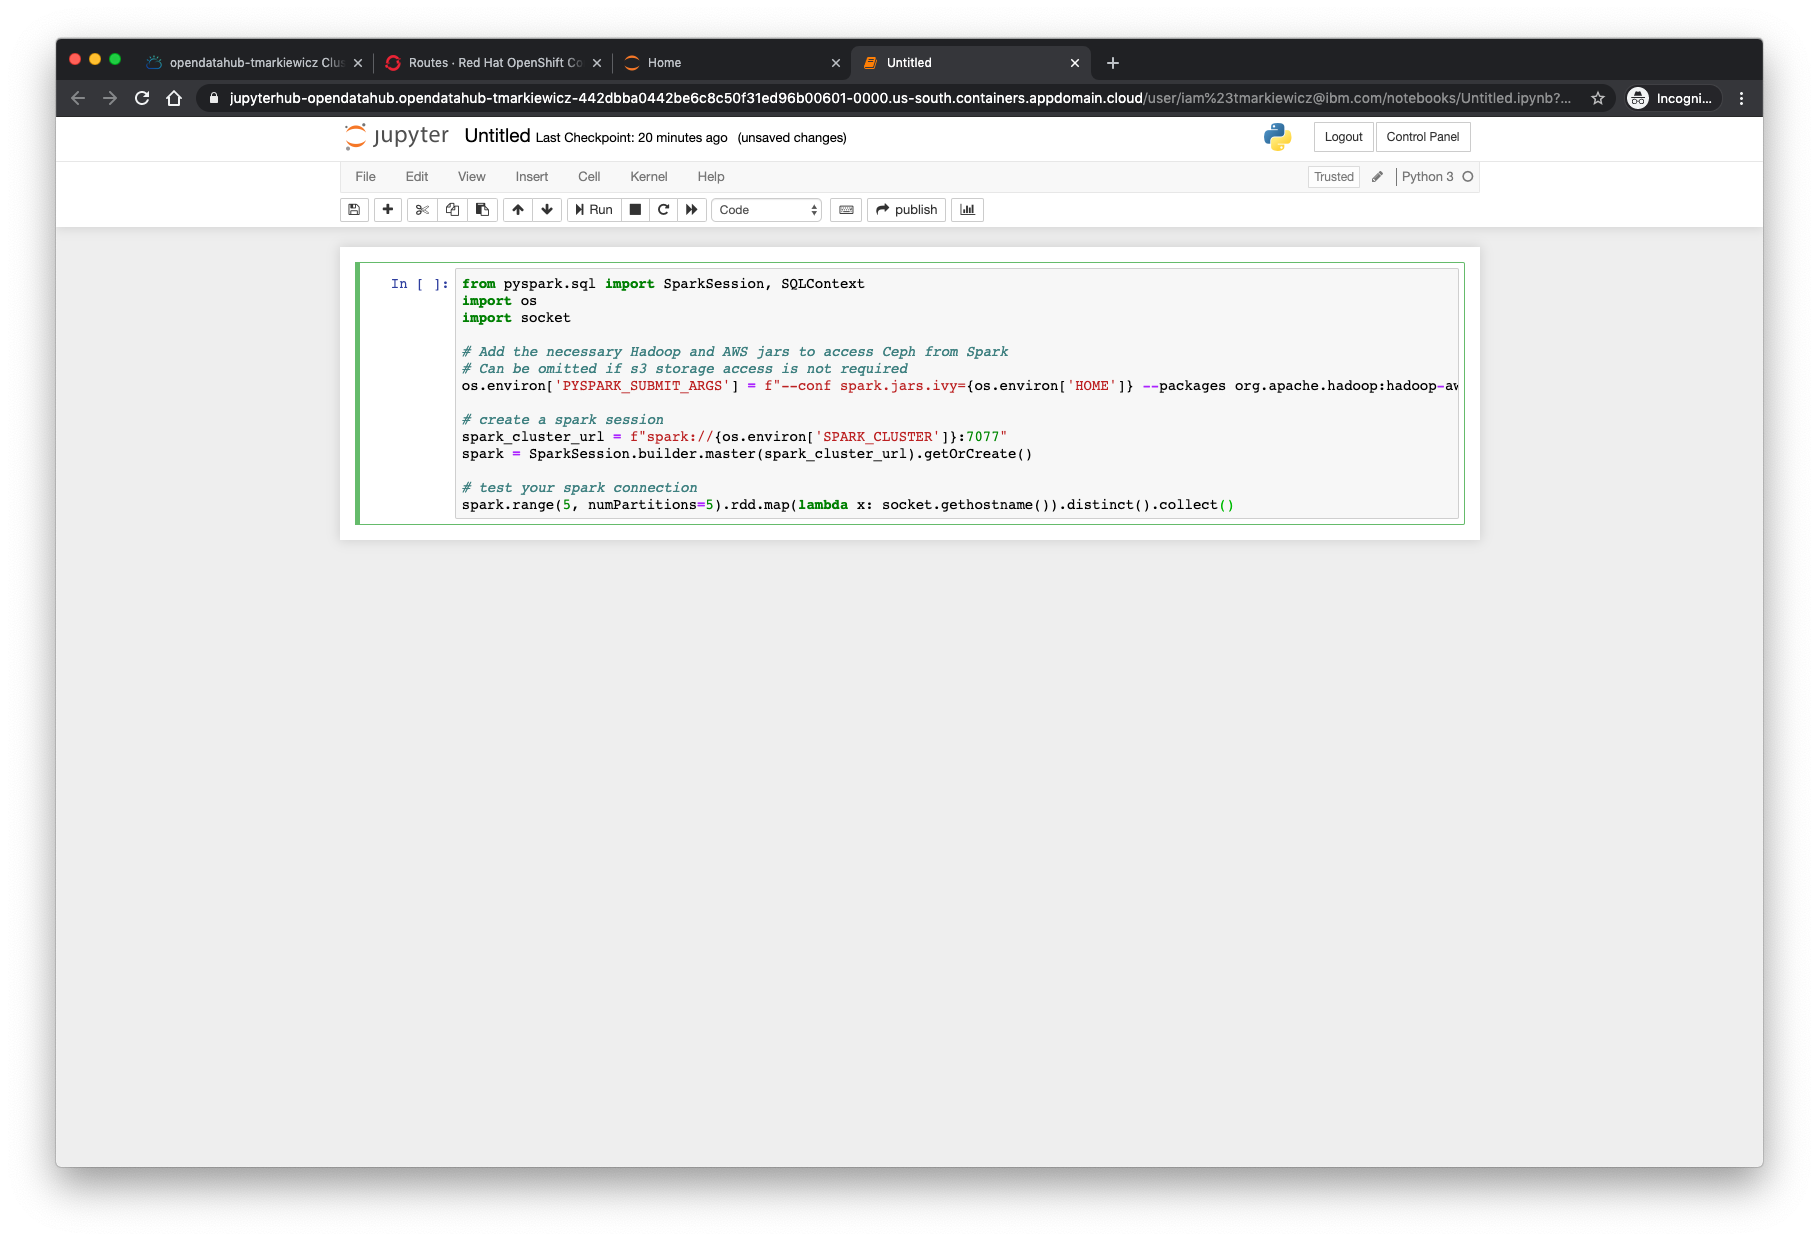 opendatahub-tmarkiewicz Clus
Routes · Red Hat OpenShift Co
Home
Untitled
jupyterhub-opendatahub.opendatahub-tmarkiewicz-442dbba0442be6c8c50f31ed96b00601-0000.us-south.containers.appdomain.cloud/user/iam%23tmarkiewicz@ibm.com/notebooks/Untitled.ipynb?...
Incogni...
jupyter Untitled Last Checkpoint: 20 minutes ago (unsaved changes)
Logout
Control Panel
File Edit View Insert Cell Kernel Help
Trusted
Python 3
Run
Code
publish
In [ ]:
from pyspark.sql import SparkSession, SQLContext
import os
import socket
# Add the necessary Hadoop and AWS jars to access Ceph from Spark
# Can be omitted if s3 storage access is not required
os.environ['PYSPARK_SUBMIT_ARGS'] = f"--conf spark.jars.ivy={os.environ['HOME']} --packages org.apache.hadoop:hadoop-aw
# create a spark session
spark_cluster_url = f"spark://{os.environ['SPARK_CLUSTER']}:7077"
spark = SparkSession.builder.master(spark_cluster_url).getOrCreate()
# test your spark connection
spark.range(5, numPartitions=5).rdd.map(lambda x: socket.gethostname()).distinct().collect()